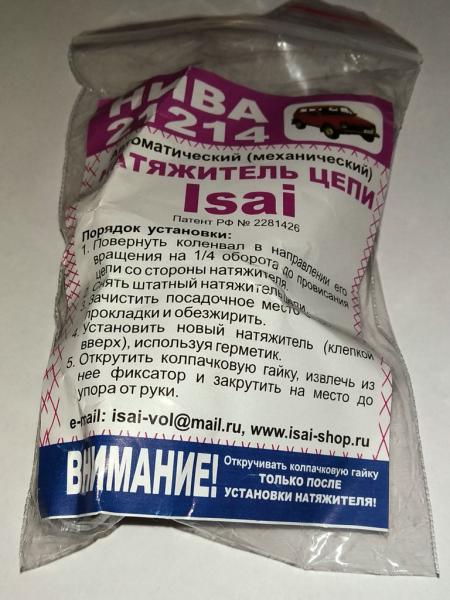 НИВА
21214
Автоматический (механический)
НАТЯЖИТЕЛЬ ЦЕПИ
Isai
Патент РФ № 2281426
Порядок установки:
1. Повернуть коленвал в направлении его
вращения на 1/4 оборота до провисания
цепи со стороны натяжителя.
2. Снять штатный натяжитель цепи.
3. Зачистить посадочное место
прокладки и обезжирить.
4. Установить новый натяжитель (клепкой
вверх), используя герметик.
5. Открутить колпачковую гайку, извлечь из
нее фиксатор и закрутить на место до
упора от руки.
e-mail: isai-vol@mail.ru, www.isai-shop.ru
ВНИМАНИЕ!
Откручивать колпачковую гайку
ТОЛЬКО ПОСЛЕ
УСТАНОВКИ НАТЯЖИТЕЛЯ!